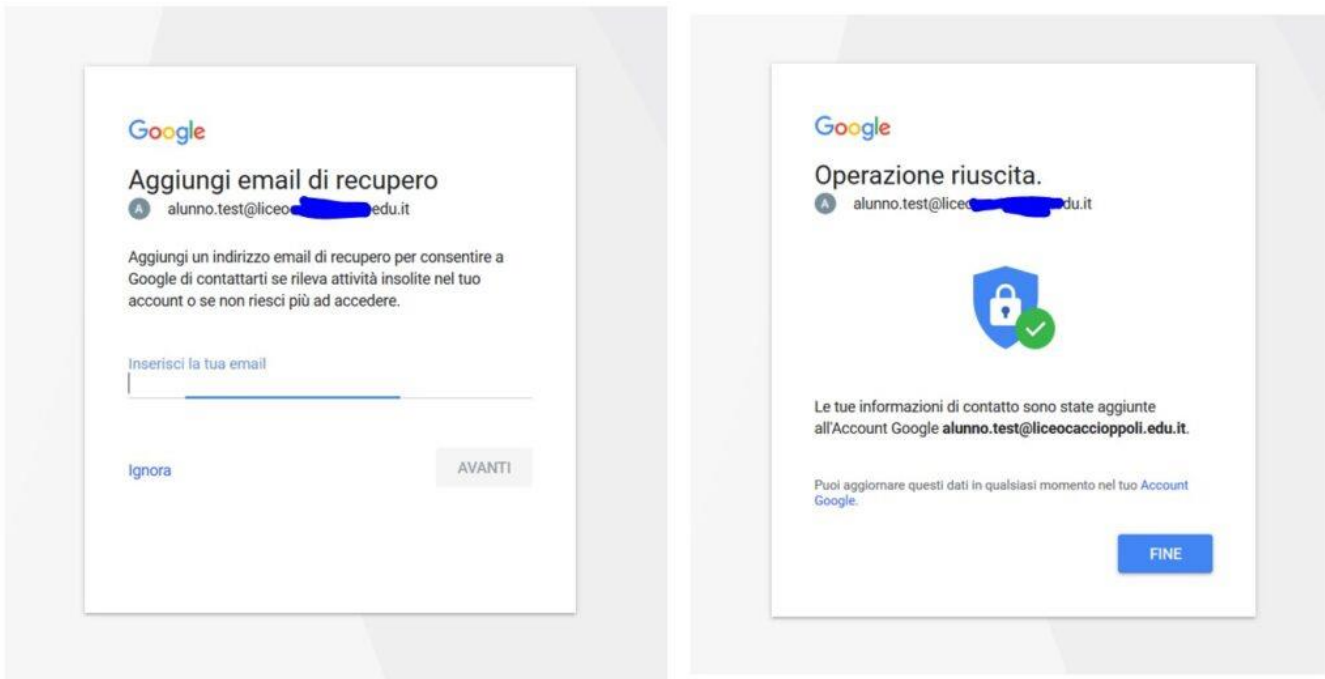 Google
Aggiungi email di recupero
A alunno.test@liceo edu.it
Aggiungi un indirizzo email di recupero per consentire a
Google di contattarti se rileva attività insolite nel tuo
account o se non riesci più ad accedere.
Inserisci la tua email
Ignora
AVANTI
Google
Operazione riuscita.
A alunno.test@lice du.it
Le tue informazioni di contatto sono state aggiunte
all'Account Google alunno.test@liceocaccioppoli.edu.it.
Puoi aggiornare questi dati in qualsiasi momento nel tuo Account
Google.
FINE